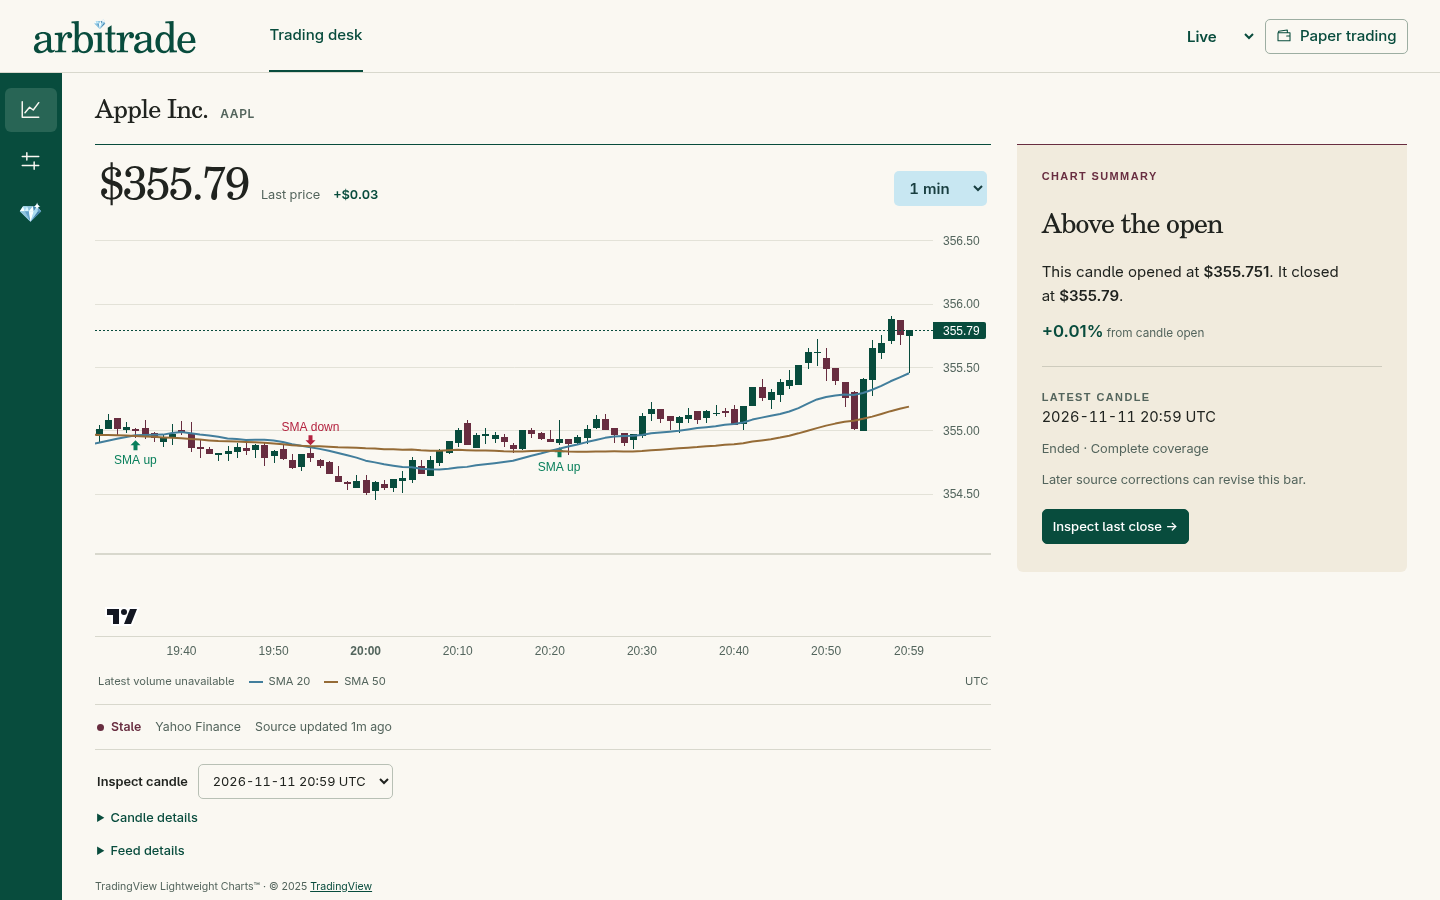 arbitrade
Trading desk
Live
Paper trading
Apple Inc. AAPL
$355.79 Last price +$0.03
1 min
356.50
356.00
355.79
355.50
355.00
354.50
SMA down
SMA up
SMA up
19:40 19:50 20:00 20:10 20:20 20:30 20:40 20:50 20:59
Latest volume unavailable SMA 20 SMA 50 UTC
Stale Yahoo Finance Source updated 1m ago
Inspect candle 2026-11-11 20:59 UTC
Candle details
Feed details
TradingView Lightweight Charts™ · © 2025 TradingView
CHART SUMMARY
Above the open
This candle opened at $355.751. It closed
at $355.79.
+0.01% from candle open
LATEST CANDLE
2026-11-11 20:59 UTC
Ended · Complete coverage
Later source corrections can revise this bar.
Inspect last close →